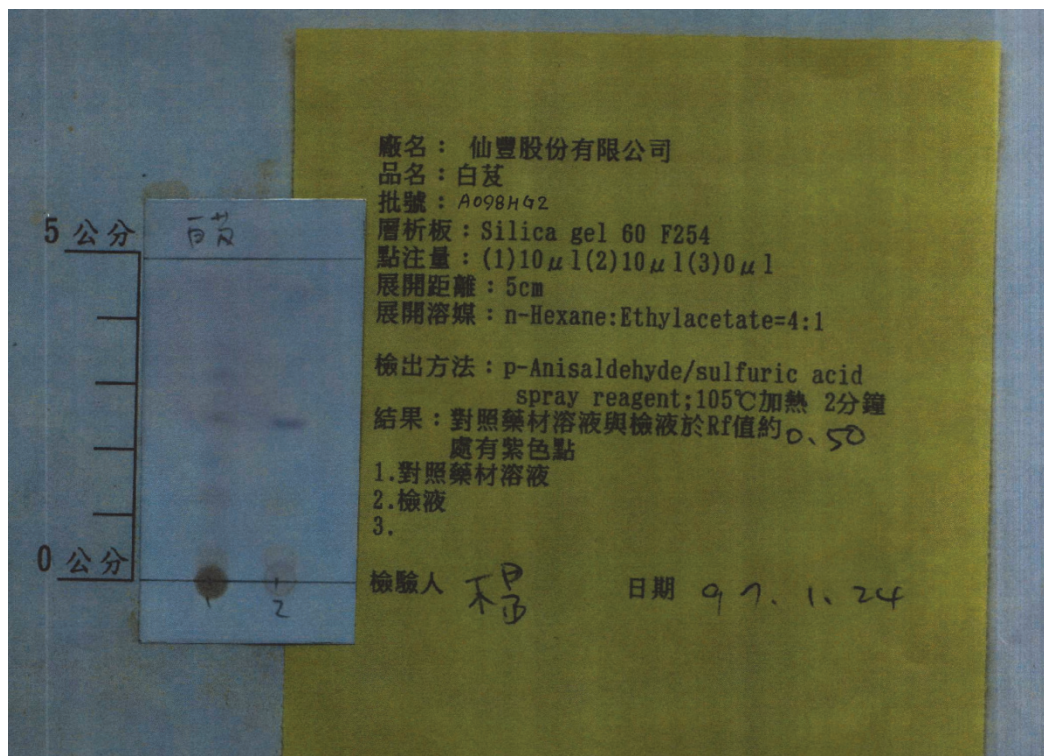 廠名： 仙豐股份有限公司
品名：白芨
批號：A098HG2
層析板：Silica gel 60 F254
點注量：(1)10μl(2)10μl(3)0μl
展開距離：5cm
展開溶媒：n-Hexane:Ethylacetate=4:1
檢出方法：p-Anisaldehyde/sulfuric acid
spray reagent;105℃加熱 2分鐘
結果：對照藥材溶液與檢液於Rf值約0.50
處有紫色點
1.對照藥材溶液
2.檢液
3.
檢驗人 楊 日期 97.1.24
5 公分
白芨
0 公分
1 2